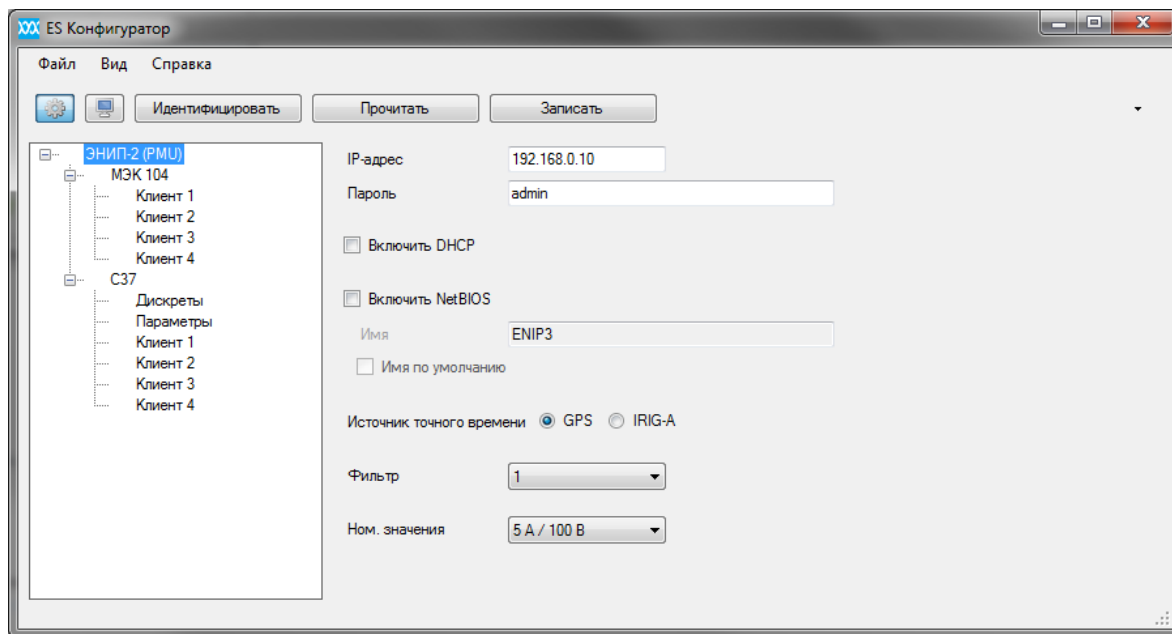 ES Конфигуратор
Файл Вид Справка
Идентифицировать Прочитать Записать
ЭНИП-2 (PMU)
МЭК 104
Клиент 1
Клиент 2
Клиент 3
Клиент 4
C37
Дискреты
Параметры
Клиент 1
Клиент 2
Клиент 3
Клиент 4
IP-адрес 192.168.0.10
Пароль admin
Включить DHCP
Включить NetBIOS
Имя ENIP3
Имя по умолчанию
Источник точного времени GPS IRIG-A
Фильтр 1
Ном. значения 5 А / 100 В